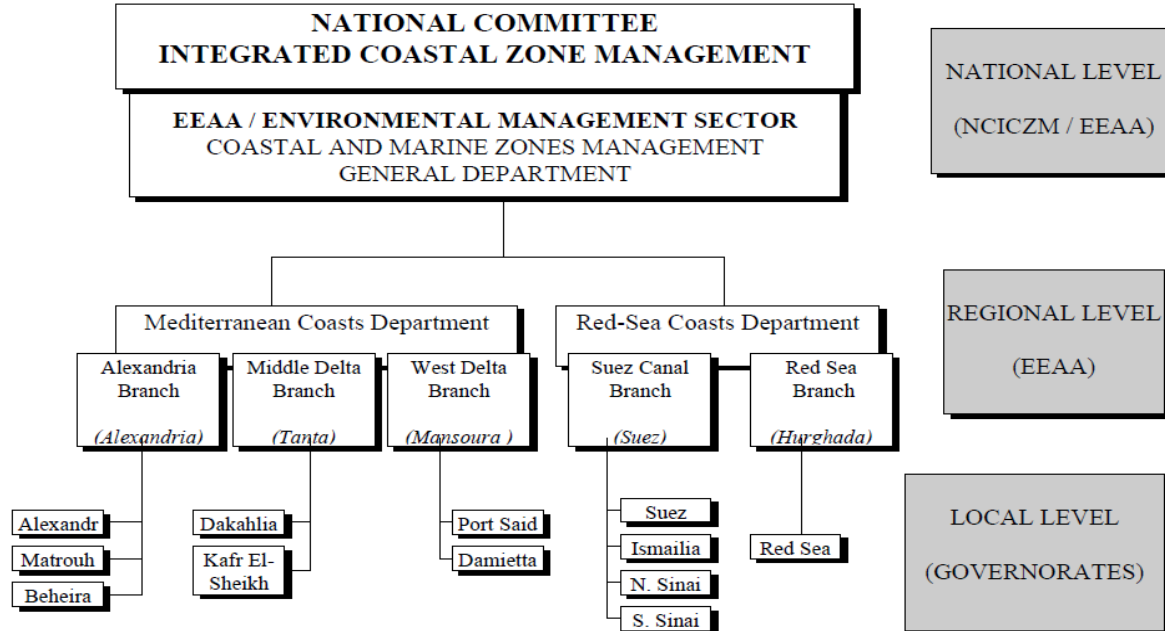 NATIONAL COMMITTEE
INTEGRATED COASTAL ZONE MANAGEMENT
EEAA / ENVIRONMENTAL MANAGEMENT SECTOR
COASTAL AND MARINE ZONES MANAGEMENT
GENERAL DEPARTMENT
NATIONAL LEVEL
(NCICZM / EEAA)
Mediterranean Coasts Department
Red-Sea Coasts Department
Alexandria
Branch
(Alexandria)
Middle Delta
Branch
(Tanta)
West Delta
Branch
(Mansoura )
Suez Canal
Branch
(Suez)
Red Sea
Branch
(Hurghada)
REGIONAL LEVEL
(EEAA)
Alexandr
Matrouh
Beheira
Dakahlia
Kafr El-
Sheikh
Port Said
Damietta
Suez
Ismailia
N. Sinai
S. Sinai
Red Sea
LOCAL LEVEL
(GOVERNORATES)